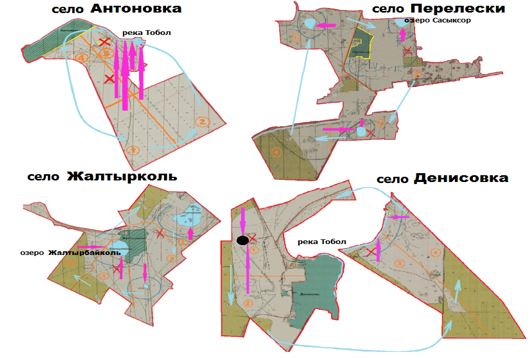 село Антоновка
река Тобол
село Перелески
озеро Сасыксор
село Жалтырколь
озеро Жалтырбайколь
село Денисовка
река Тобол